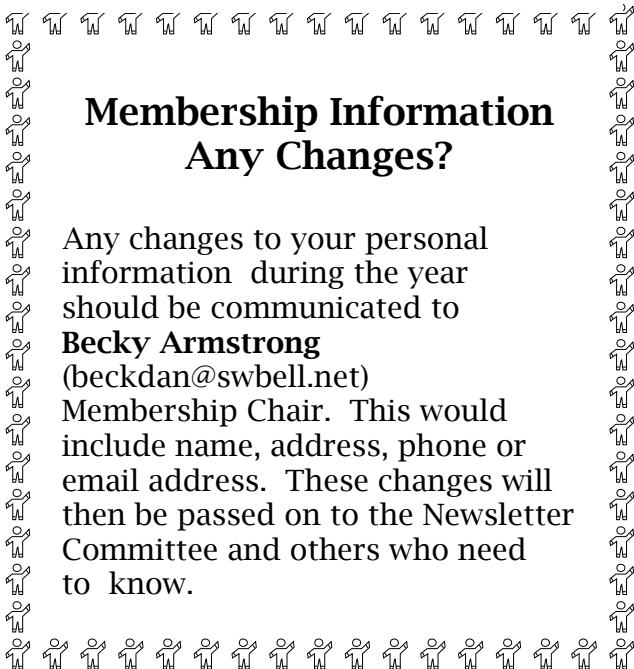 Membership Information
Any Changes?
Any changes to your personal
information  during the year
should be communicated to
Becky Armstrong
(beckdan@swbell.net)
Membership Chair.  This would
include name, address, phone or
email address.  These changes will
then be passed on to the Newsletter
Committee and others who need
to  know.